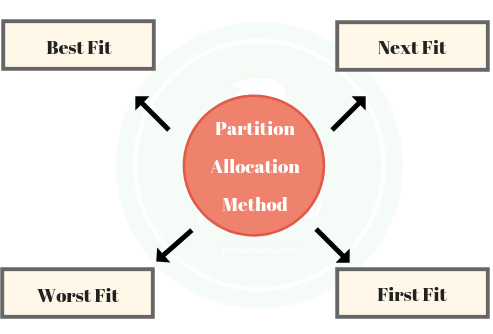 Best Fit
Next Fit
Partition
Allocation
Method
Worst Fit
First Fit